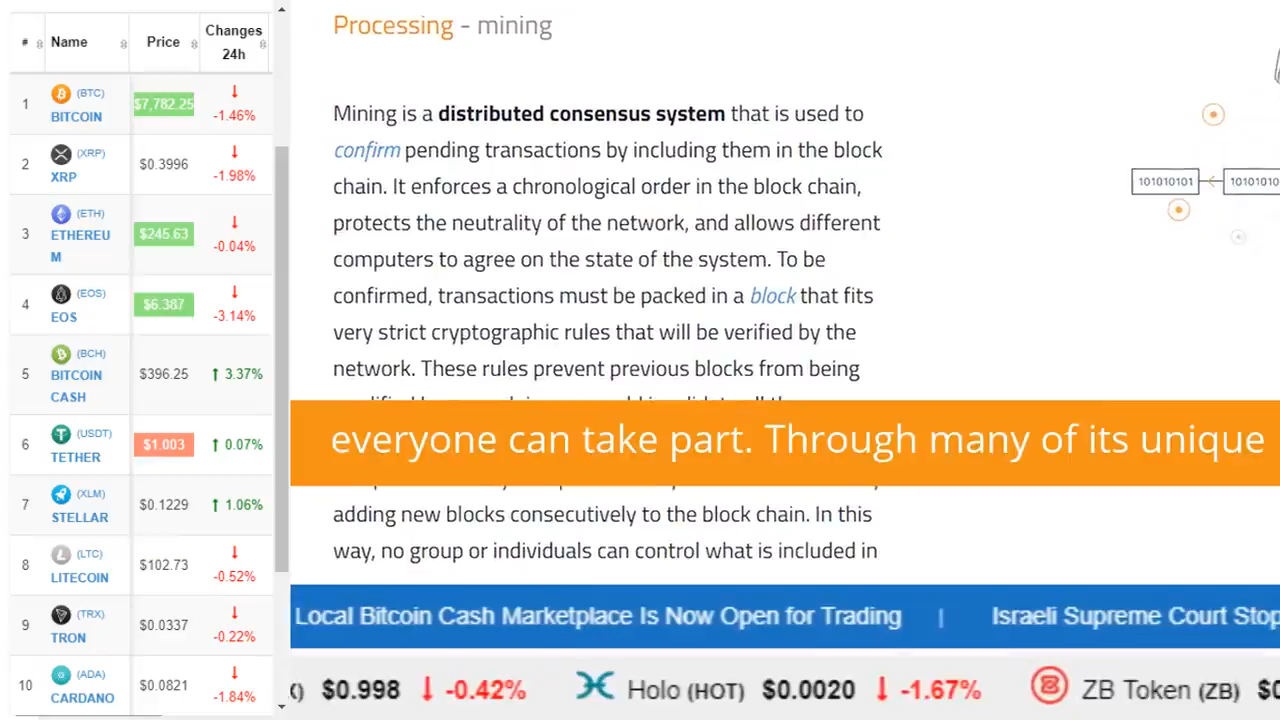 # Name Price Changes 24h
1 (BTC) BITCOIN $7,782.25 ↓ -1.46%
2 (XRP) XRP $0.3996 ↓ -1.98%
3 (ETH) ETHEREUM $245.63 ↓ -0.04%
4 (EOS) EOS $6.387 ↓ -3.14%
5 (BCH) BITCOIN CASH $396.25 ↑ 3.37%
6 (USDT) TETHER $1.003 ↑ 0.07%
7 (XLM) STELLAR $0.1229 ↑ 1.06%
8 (LTC) LITECOIN $102.73 ↓ -0.52%
9 (TRX) TRON $0.0337 ↓ -0.22%
10 (ADA) CARDANO $0.0821 ↓ -1.84%
Processing - mining
Mining is a distributed consensus system that is used to
confirm pending transactions by including them in the block
chain. It enforces a chronological order in the block chain,
protects the neutrality of the network, and allows different
computers to agree on the state of the system. To be
confirmed, transactions must be packed in a block that fits
very strict cryptographic rules that will be verified by the
network. These rules prevent previous blocks from being
everyone can take part. Through many of its unique
adding new blocks consecutively to the block chain. In this
way, no group or individuals can control what is included in
101010101 101010
Local Bitcoin Cash Marketplace Is Now Open for Trading | Israeli Supreme Court Stop
) $0.998 ↓ -0.42% Holo (HOT) $0.0020 ↓ -1.67% ZB Token (ZB)